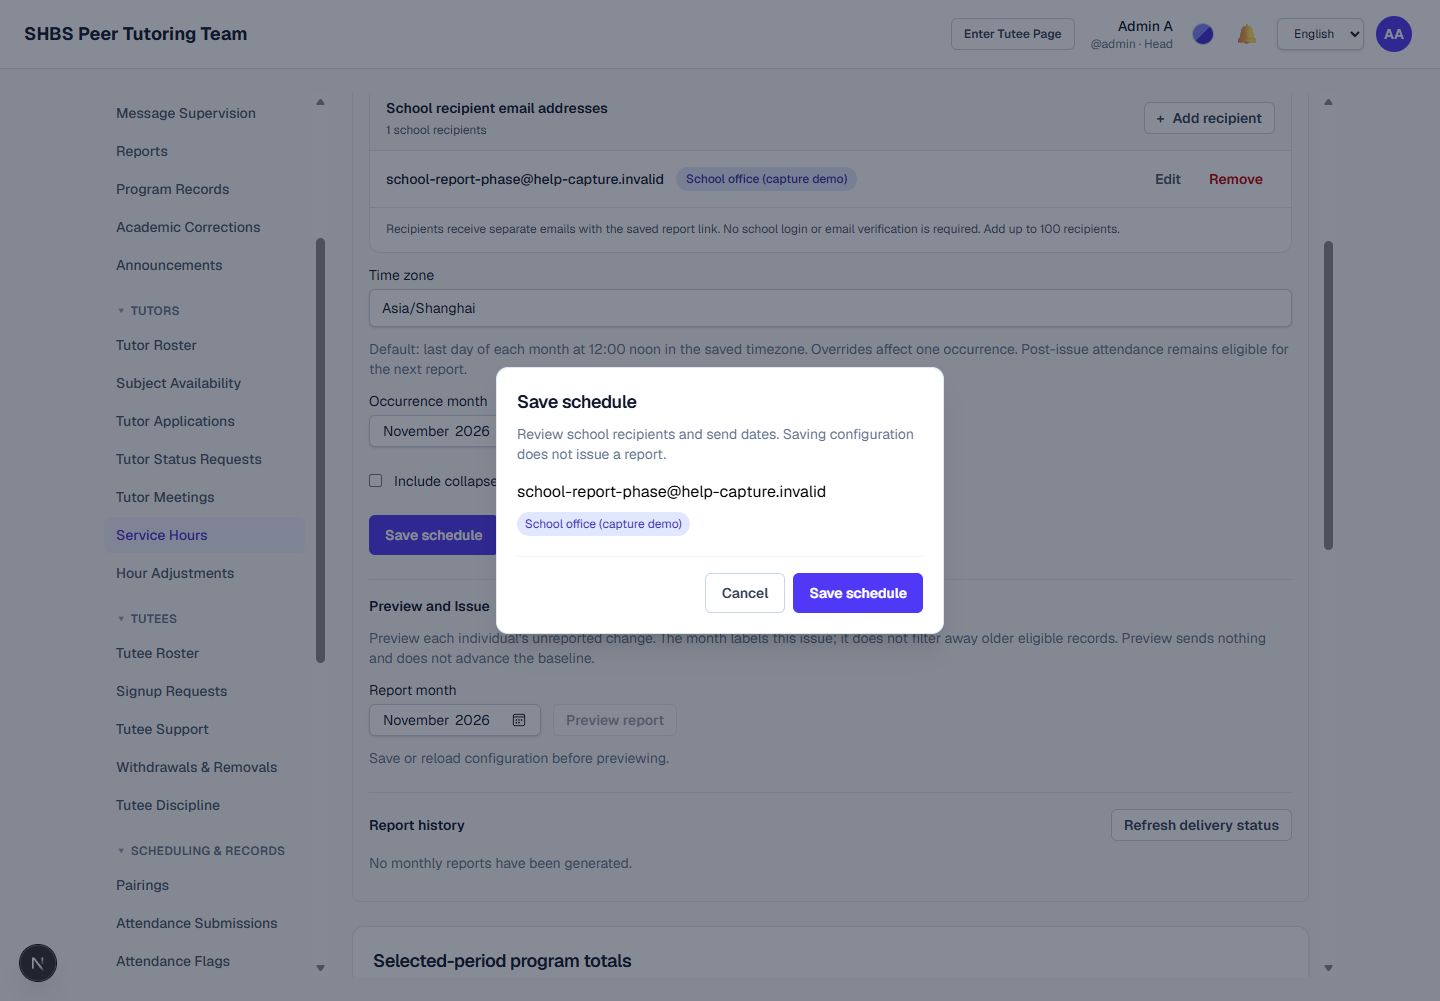 SHBS Peer Tutoring Team
Enter Tutee Page
Admin A
@admin · Head
English
AA
Message Supervision
Reports
Program Records
Academic Corrections
Announcements
TUTORS
Tutor Roster
Subject Availability
Tutor Applications
Tutor Status Requests
Tutor Meetings
Service Hours
Hour Adjustments
TUTEES
Tutee Roster
Signup Requests
Tutee Support
Withdrawals & Removals
Tutee Discipline
SCHEDULING & RECORDS
Pairings
Attendance Submissions
Attendance Flags
N
School recipient email addresses
1 school recipients
+ Add recipient
school-report-phase@help-capture.invalid School office (capture demo) Edit Remove
Recipients receive separate emails with the saved report link. No school login or email verification is required. Add up to 100 recipients.
Time zone
Asia/Shanghai
Default: last day of each month at 12:00 noon in the saved timezone. Overrides affect one occurrence. Post-issue attendance remains eligible for
the next report.
Occurrence month
November 2026
Include collapse
Save schedule
Save schedule
Review school recipients and send dates. Saving configuration
does not issue a report.
school-report-phase@help-capture.invalid
School office (capture demo)
Cancel Save schedule
Preview and Issue
Preview each individual's unreported change. The month labels this issue; it does not filter away older eligible records. Preview sends nothing
and does not advance the baseline.
Report month
November 2026 Preview report
Save or reload configuration before previewing.
Report history
Refresh delivery status
No monthly reports have been generated.
Selected-period program totals